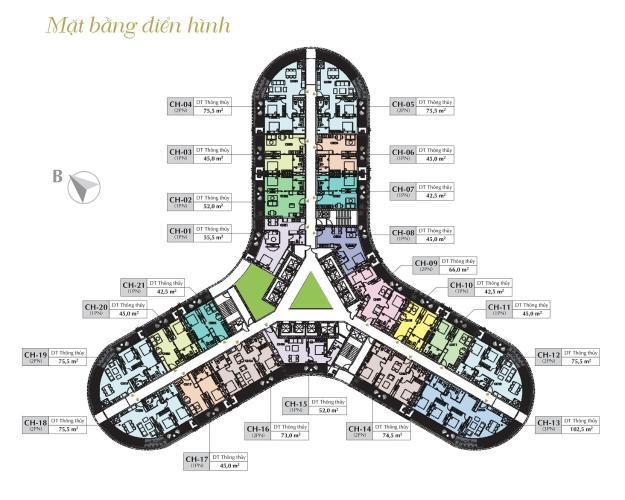 Mặt bằng điển hình
B
CH-04 (2PN) DT Thông thủy 75,5 m²
CH-05 (2PN) DT Thông thủy 75,5 m²
CH-03 (1PN) DT Thông thủy 45,0 m²
CH-06 (1PN) DT Thông thủy 45,0 m²
CH-02 (1PN) DT Thông thủy 52,0 m²
CH-07 (1PN) DT Thông thủy 42,5 m²
CH-01 (1PN) DT Thông thủy 55,5 m²
CH-08 (1PN) DT Thông thủy 45,0 m²
CH-09 (2PN) DT Thông thủy 66,0 m²
CH-21 (1PN) DT Thông thủy 42,5 m²
CH-10 (1PN) DT Thông thủy 42,5 m²
CH-20 (1PN) DT Thông thủy 45,0 m²
CH-11 (1PN) DT Thông thủy 45,0 m²
CH-19 (2PN) DT Thông thủy 75,5 m²
CH-12 (2PN) DT Thông thủy 75,5 m²
CH-15 (1PN) DT Thông thủy 52,0 m²
CH-18 (2PN) DT Thông thủy 75,5 m²
CH-16 (2PN) DT Thông thủy 73,0 m²
CH-14 (2PN) DT Thông thủy 74,5 m²
CH-13 (3PN) DT Thông thủy 102,5 m²
CH-17 (1PN) DT Thông thủy 45,0 m²